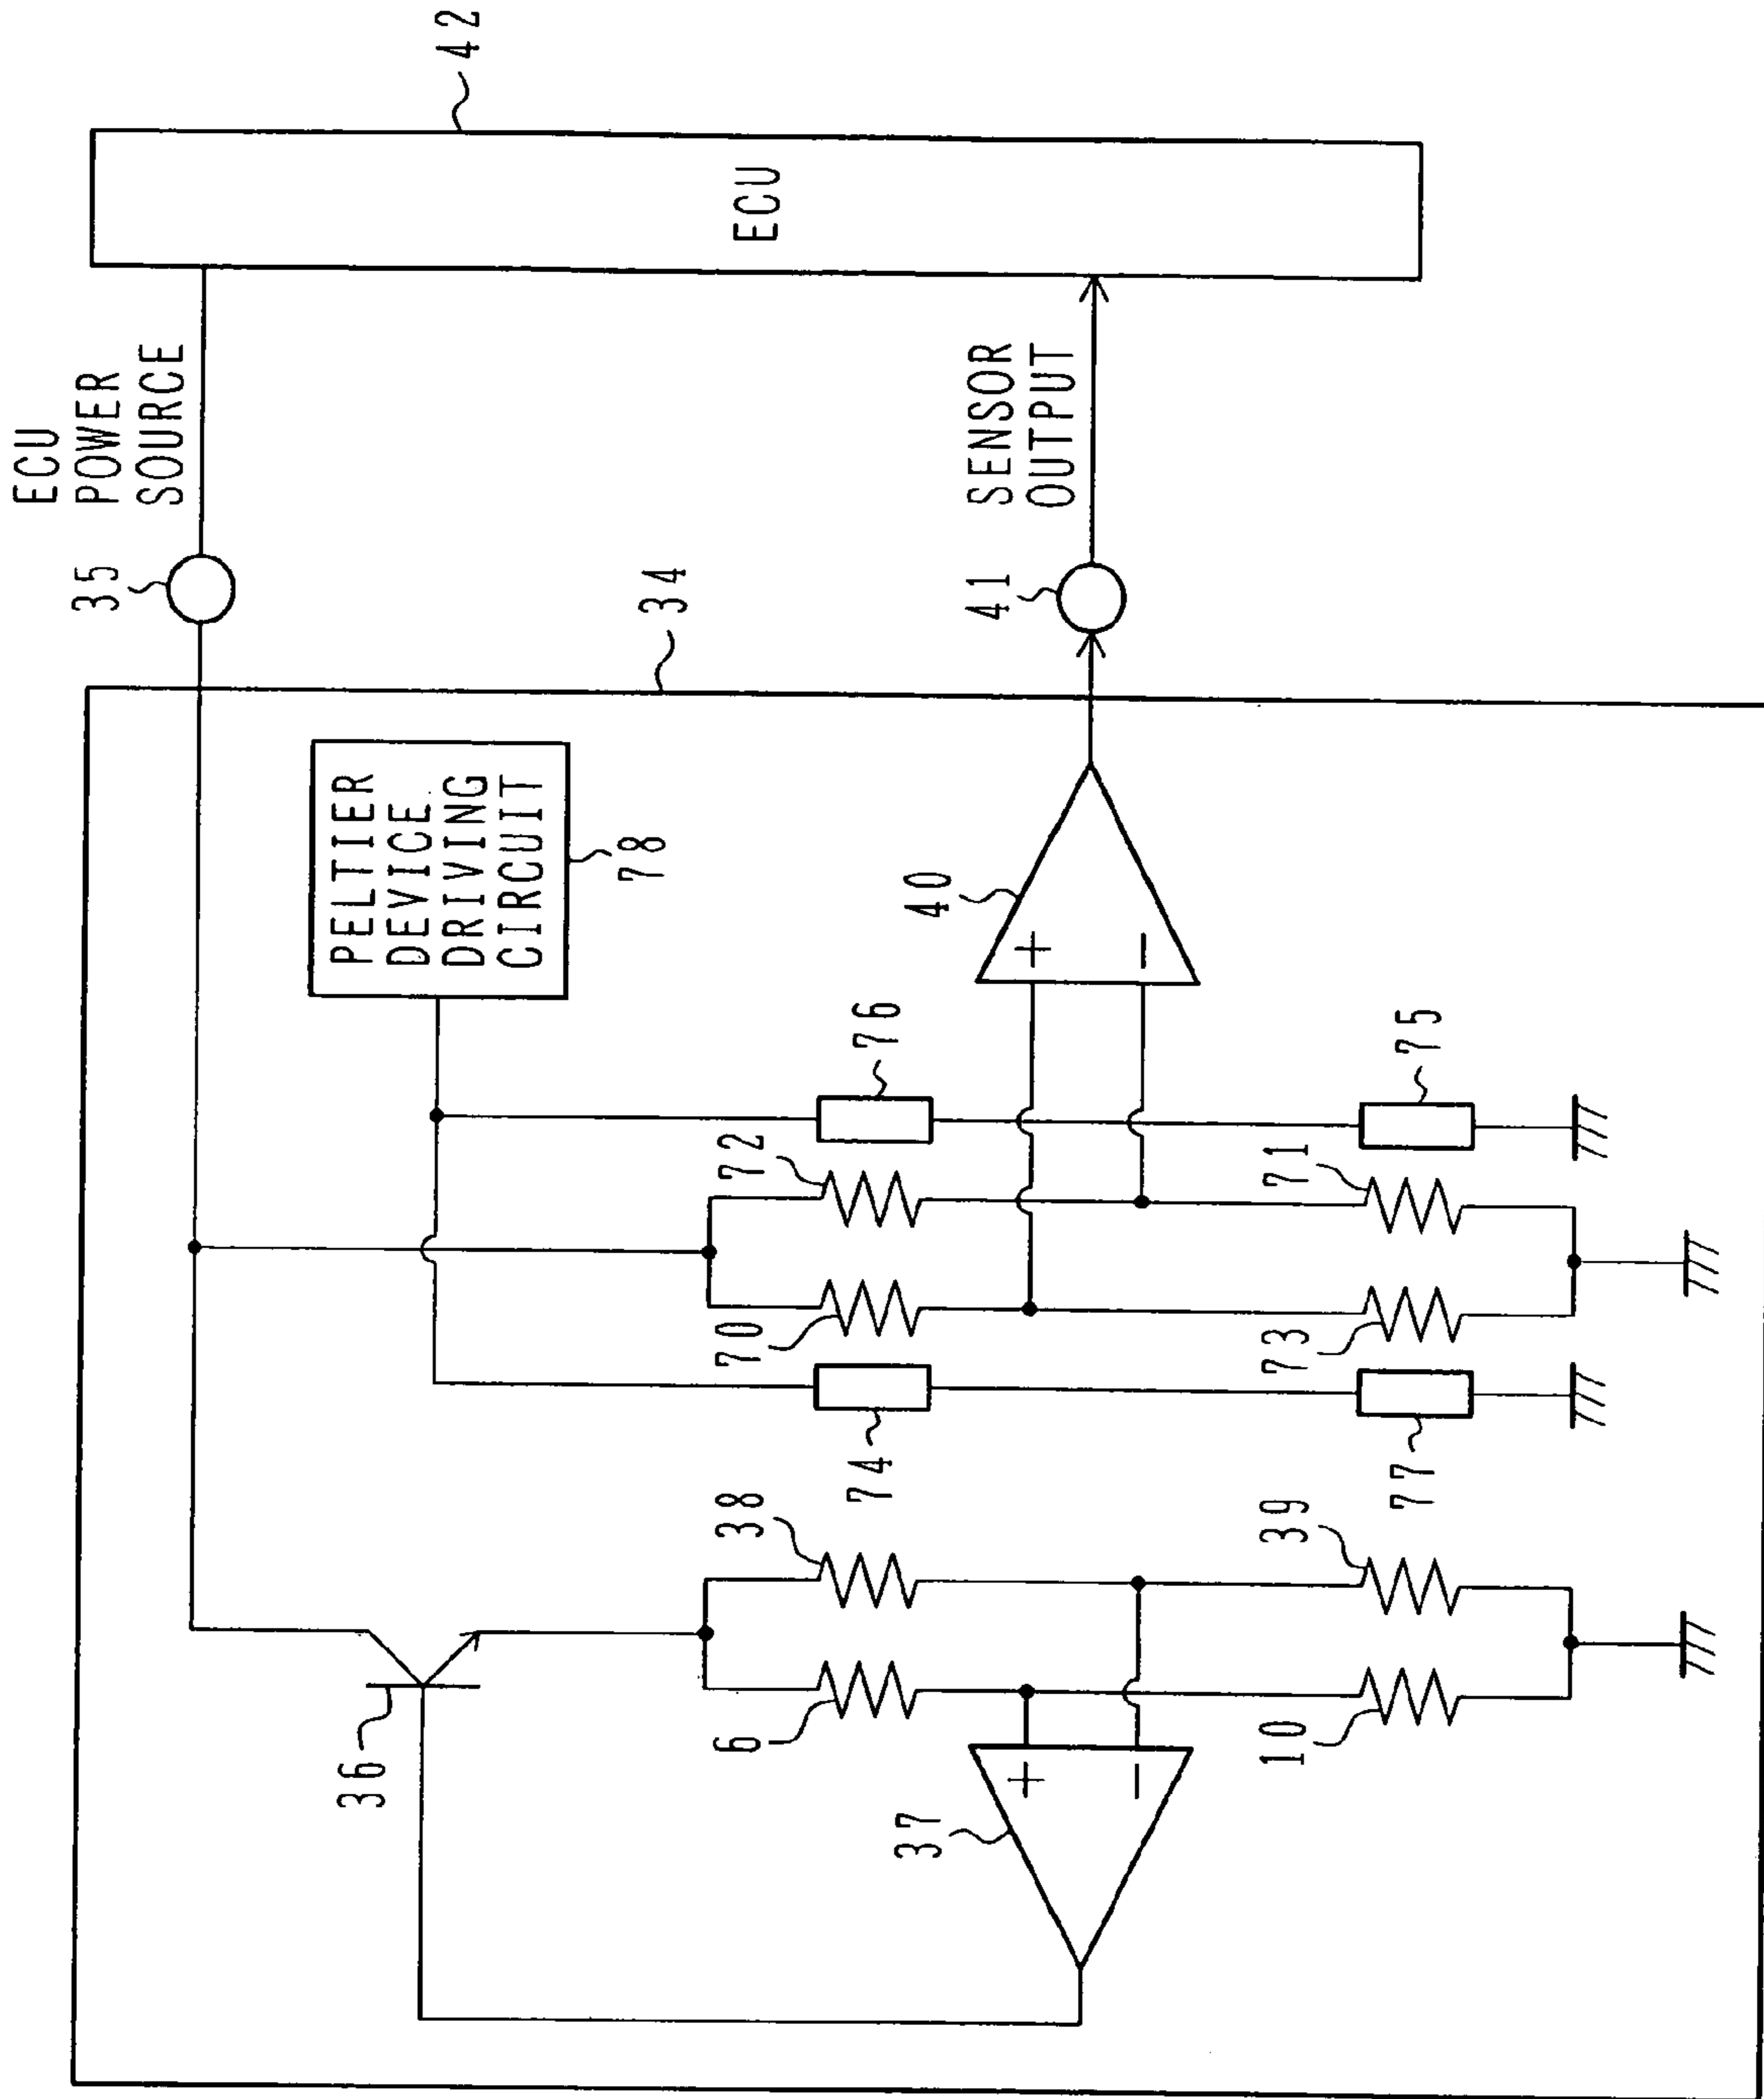 ECU
POWER
SOURCE
42
35
ECU
34
PELTIER
DEVICE
DRIVING
CIRCUIT
78
SENSOR
OUTPUT
41
36
40
+
−
76
72
75
71
70
73
74
77
38
39
6
10
37
+
−